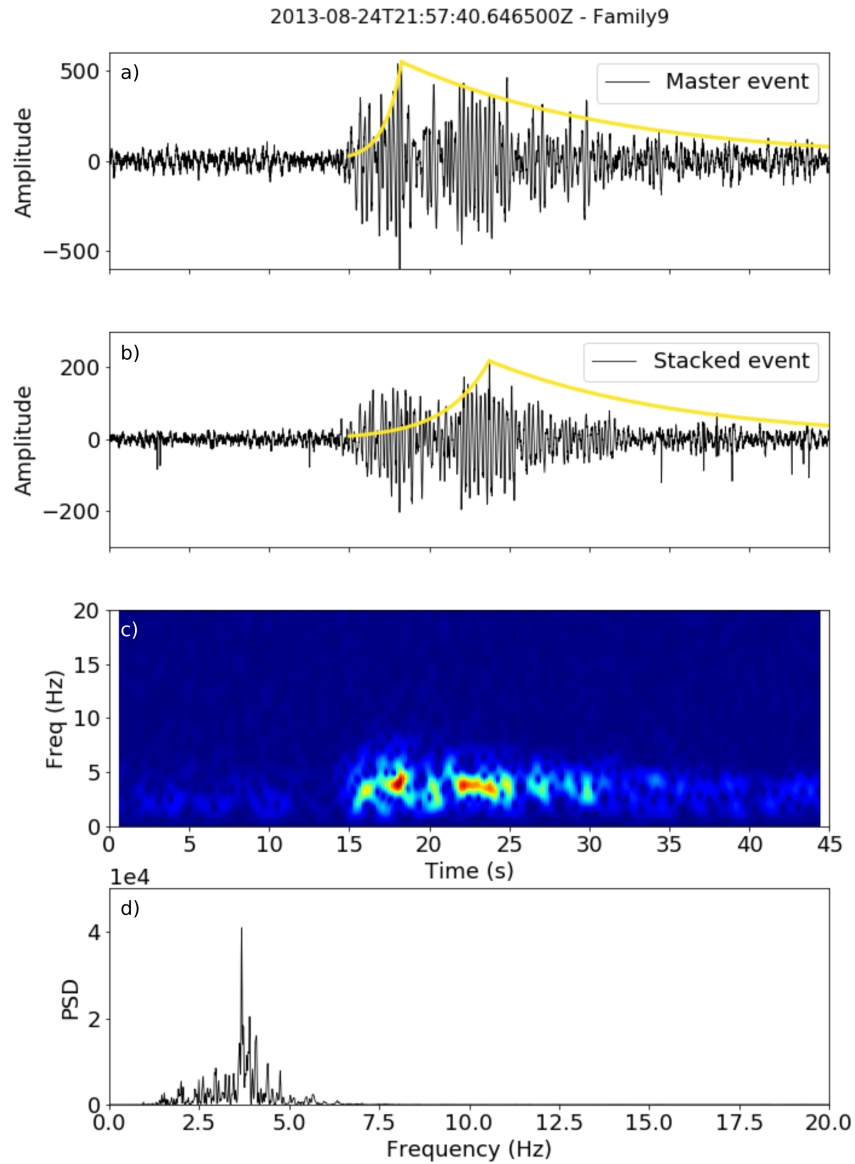 2013-08-24T21:57:40.646500Z - Family9
a)
Master event
500
0
−500
Amplitude
b)
Stacked event
200
0
−200
Amplitude
c)
20
15
10
5
0
Freq (Hz)
0 5 10 15 20 25 30 35 40 45
Time (s)
1e4
d)
4
2
0
PSD
0.0 2.5 5.0 7.5 10.0 12.5 15.0 17.5 20.0
Frequency (Hz)